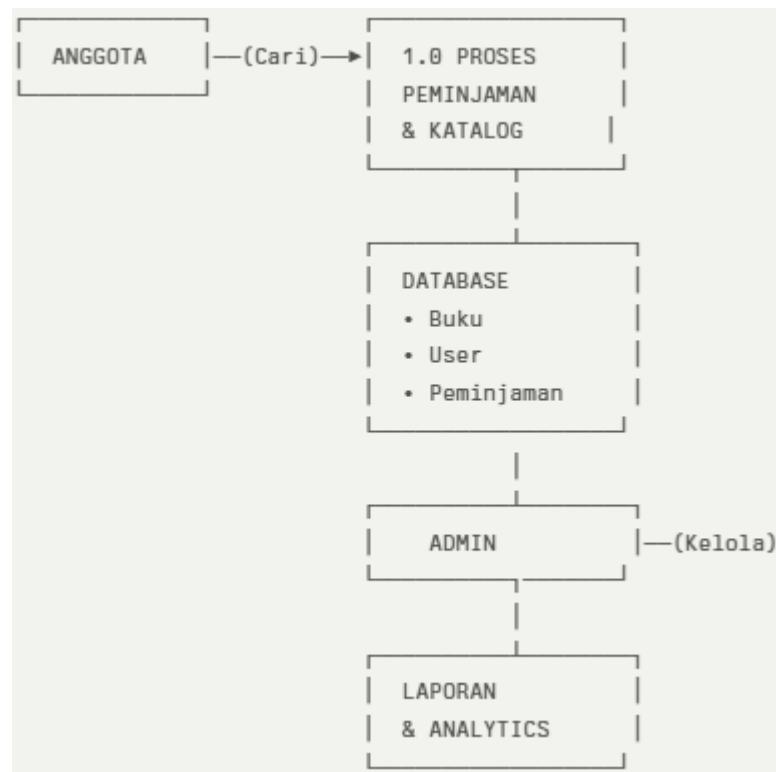 ANGGOTA (Cari) 1.0 PROSES
PEMINJAMAN
& KATALOG
DATABASE
• Buku
• User
• Peminjaman
ADMIN (Kelola)
LAPORAN
& ANALYTICS